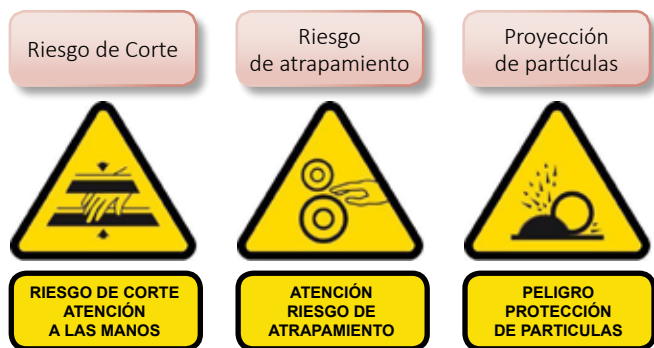 Riesgo de Corte
Riesgo
de atrapamiento
Proyección
de partículas
RIESGO DE CORTE
ATENCIÓN
A LAS MANOS
ATENCIÓN
RIESGO DE
ATRAPAMIENTO
PELIGRO
PROTECCIÓN
DE PARTICULAS